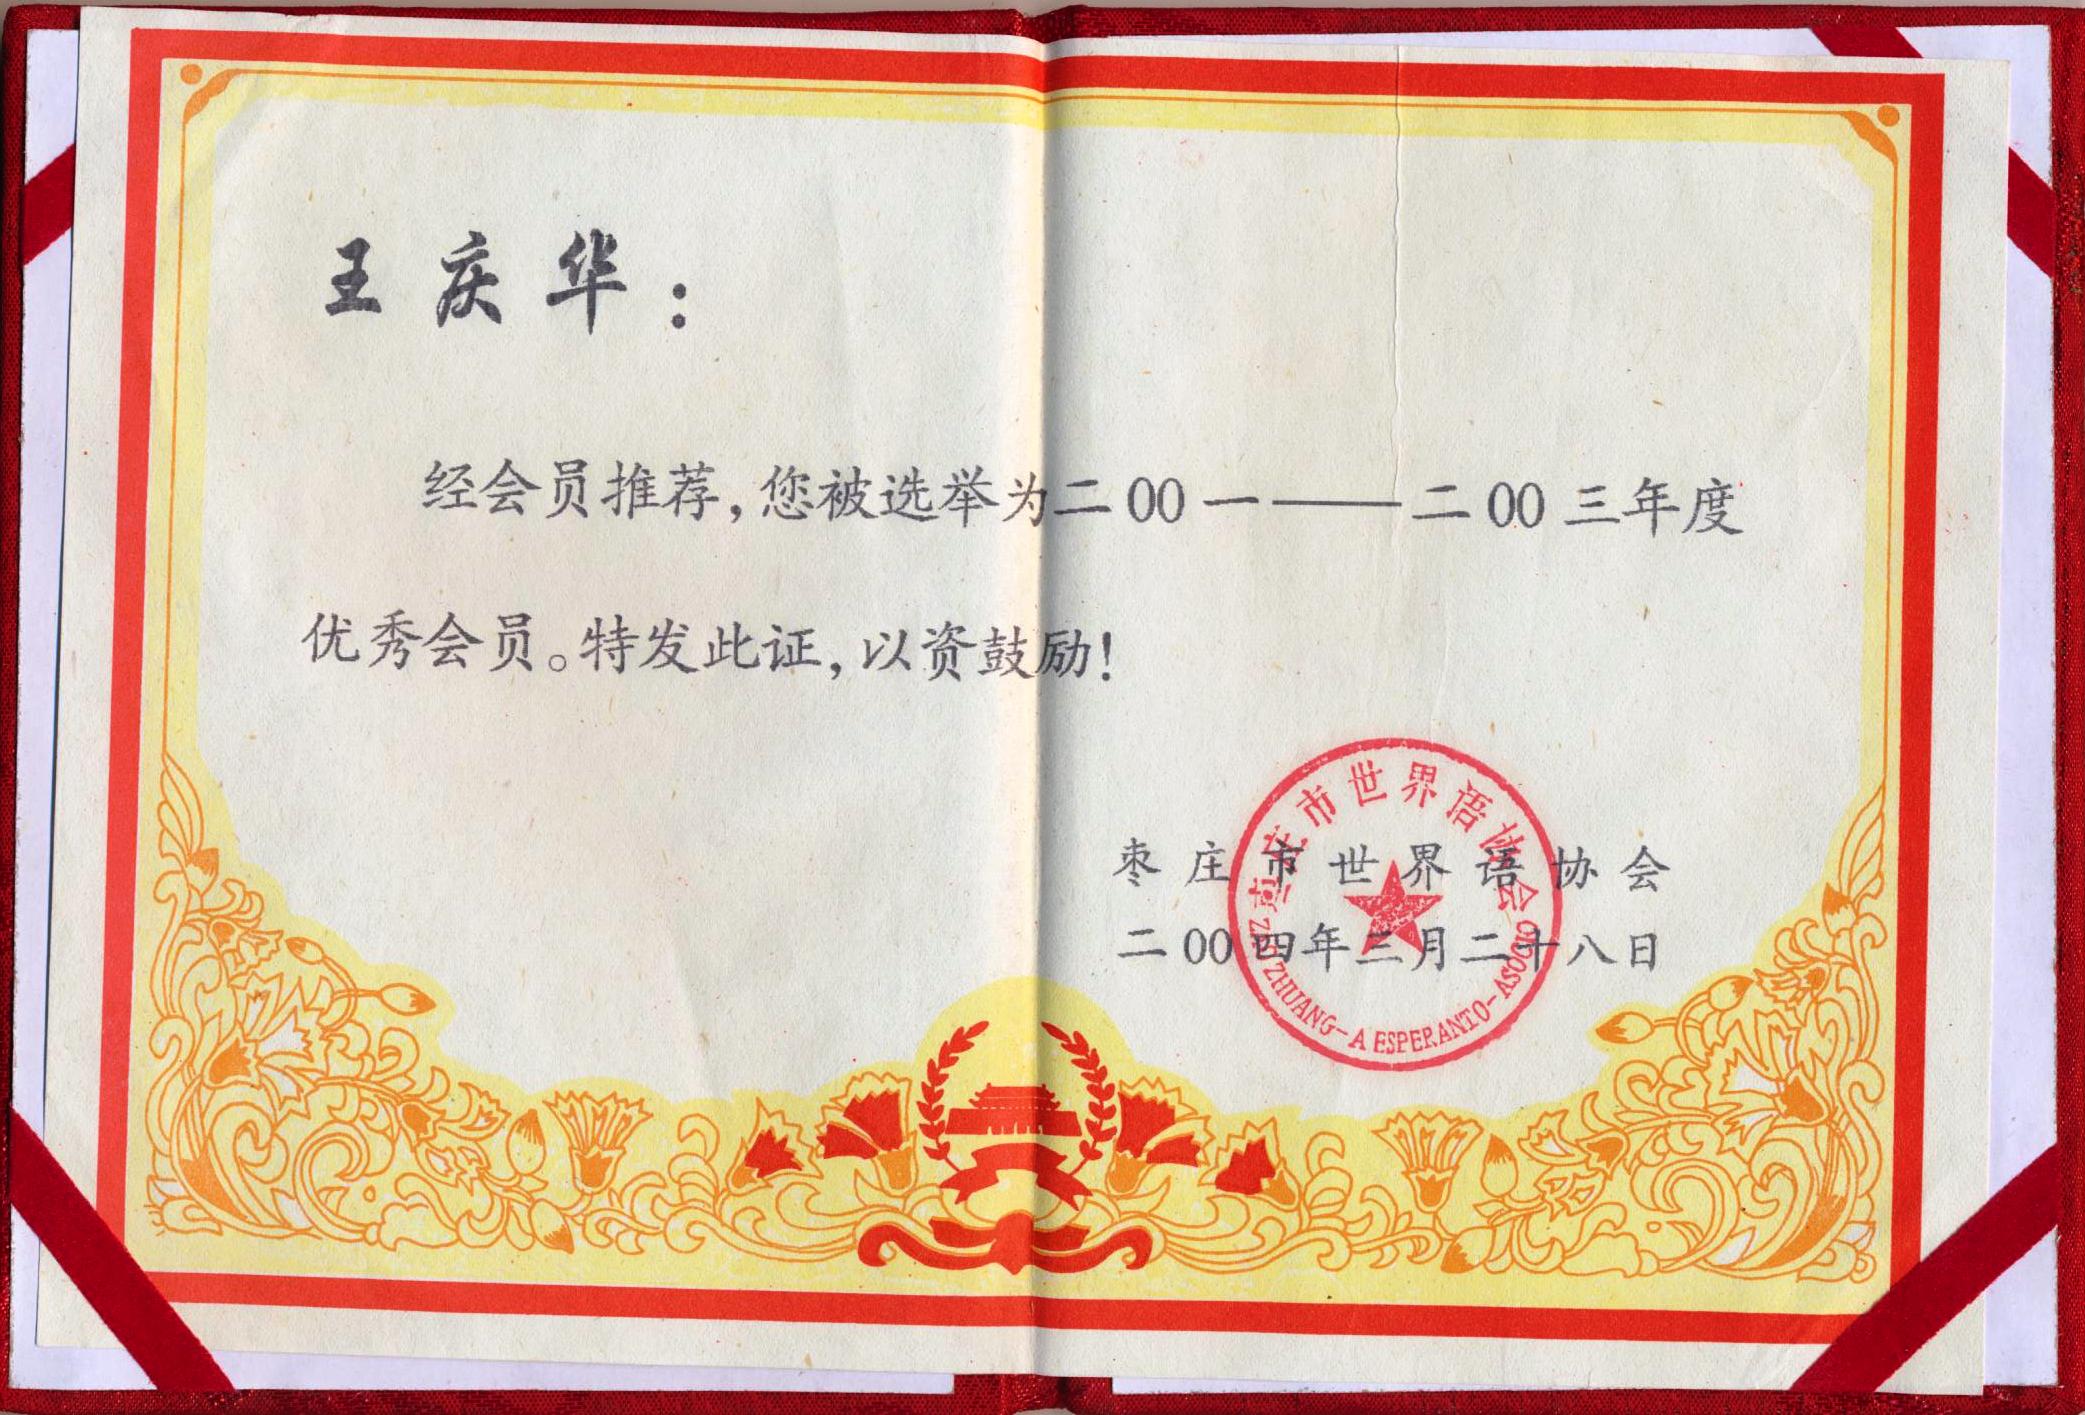 王庆华：
经会员推荐，您被选举为二00一——二00三年度
优秀会员。特发此证，以资鼓励！
枣庄市世界语协会
二00四年三月二十八日
枣庄市世界语协会
ZAOZHUANG-A ESPERANTO-ASOCIO